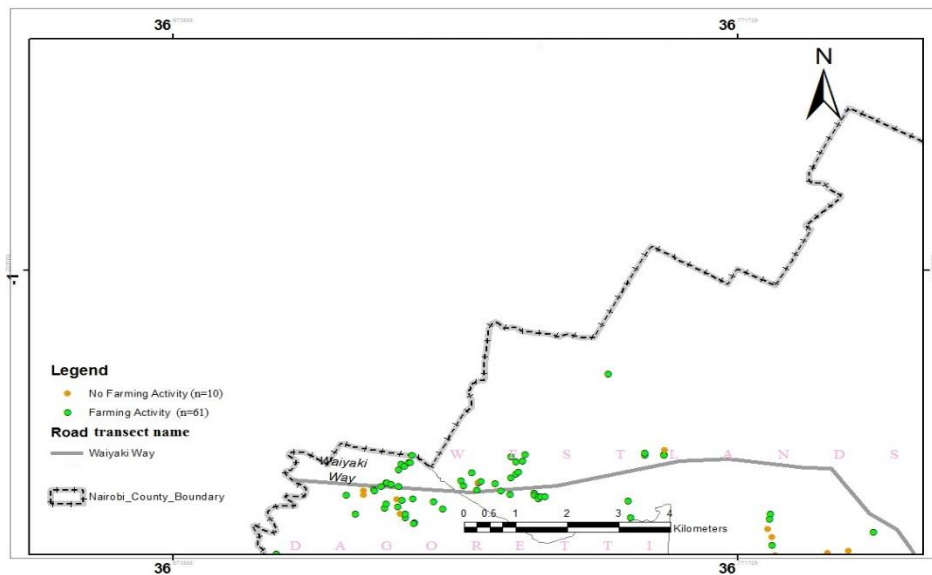 36
36
N
-1
Legend
No Farming Activity (n=10)
Farming Activity (n=61)
Road transect name
Waiyaki Way
Nairobi_County_Boundary
Waiyaki
Way
W E S T L A N D S
0 0.5 1 2 3 4
Kilometers
D A G O R E T T I
36
36